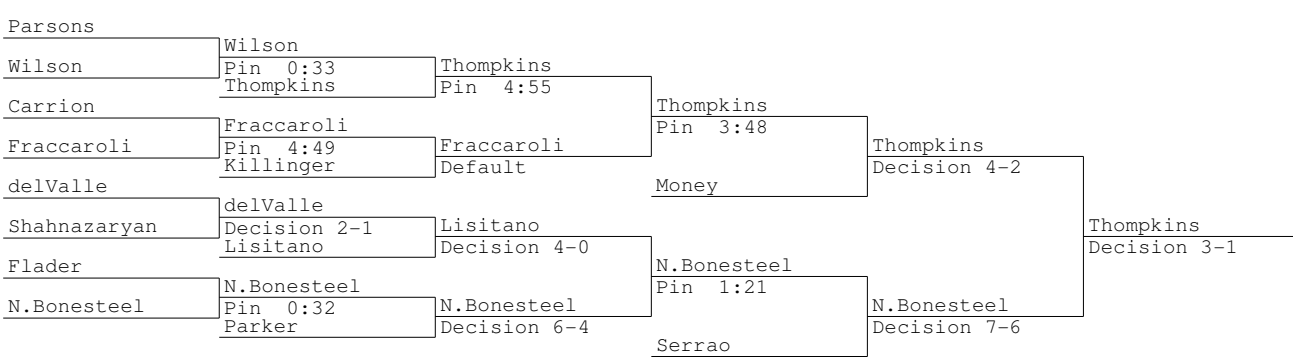 Parsons
Wilson
Wilson
Pin 0:33
Thompkins
Thompkins
Pin 4:55
Carrion
Fraccaroli
Fraccaroli
Pin 4:49
Killinger
Fraccaroli
Default
Thompkins
Pin 3:48
Money
Thompkins
Decision 4-2
delValle
Shahnazaryan
delValle
Decision 2-1
Lisitano
Lisitano
Decision 4-0
Flader
N.Bonesteel
N.Bonesteel
Pin 0:32
Parker
N.Bonesteel
Decision 6-4
N.Bonesteel
Pin 1:21
Serrao
N.Bonesteel
Decision 7-6
Thompkins
Decision 3-1